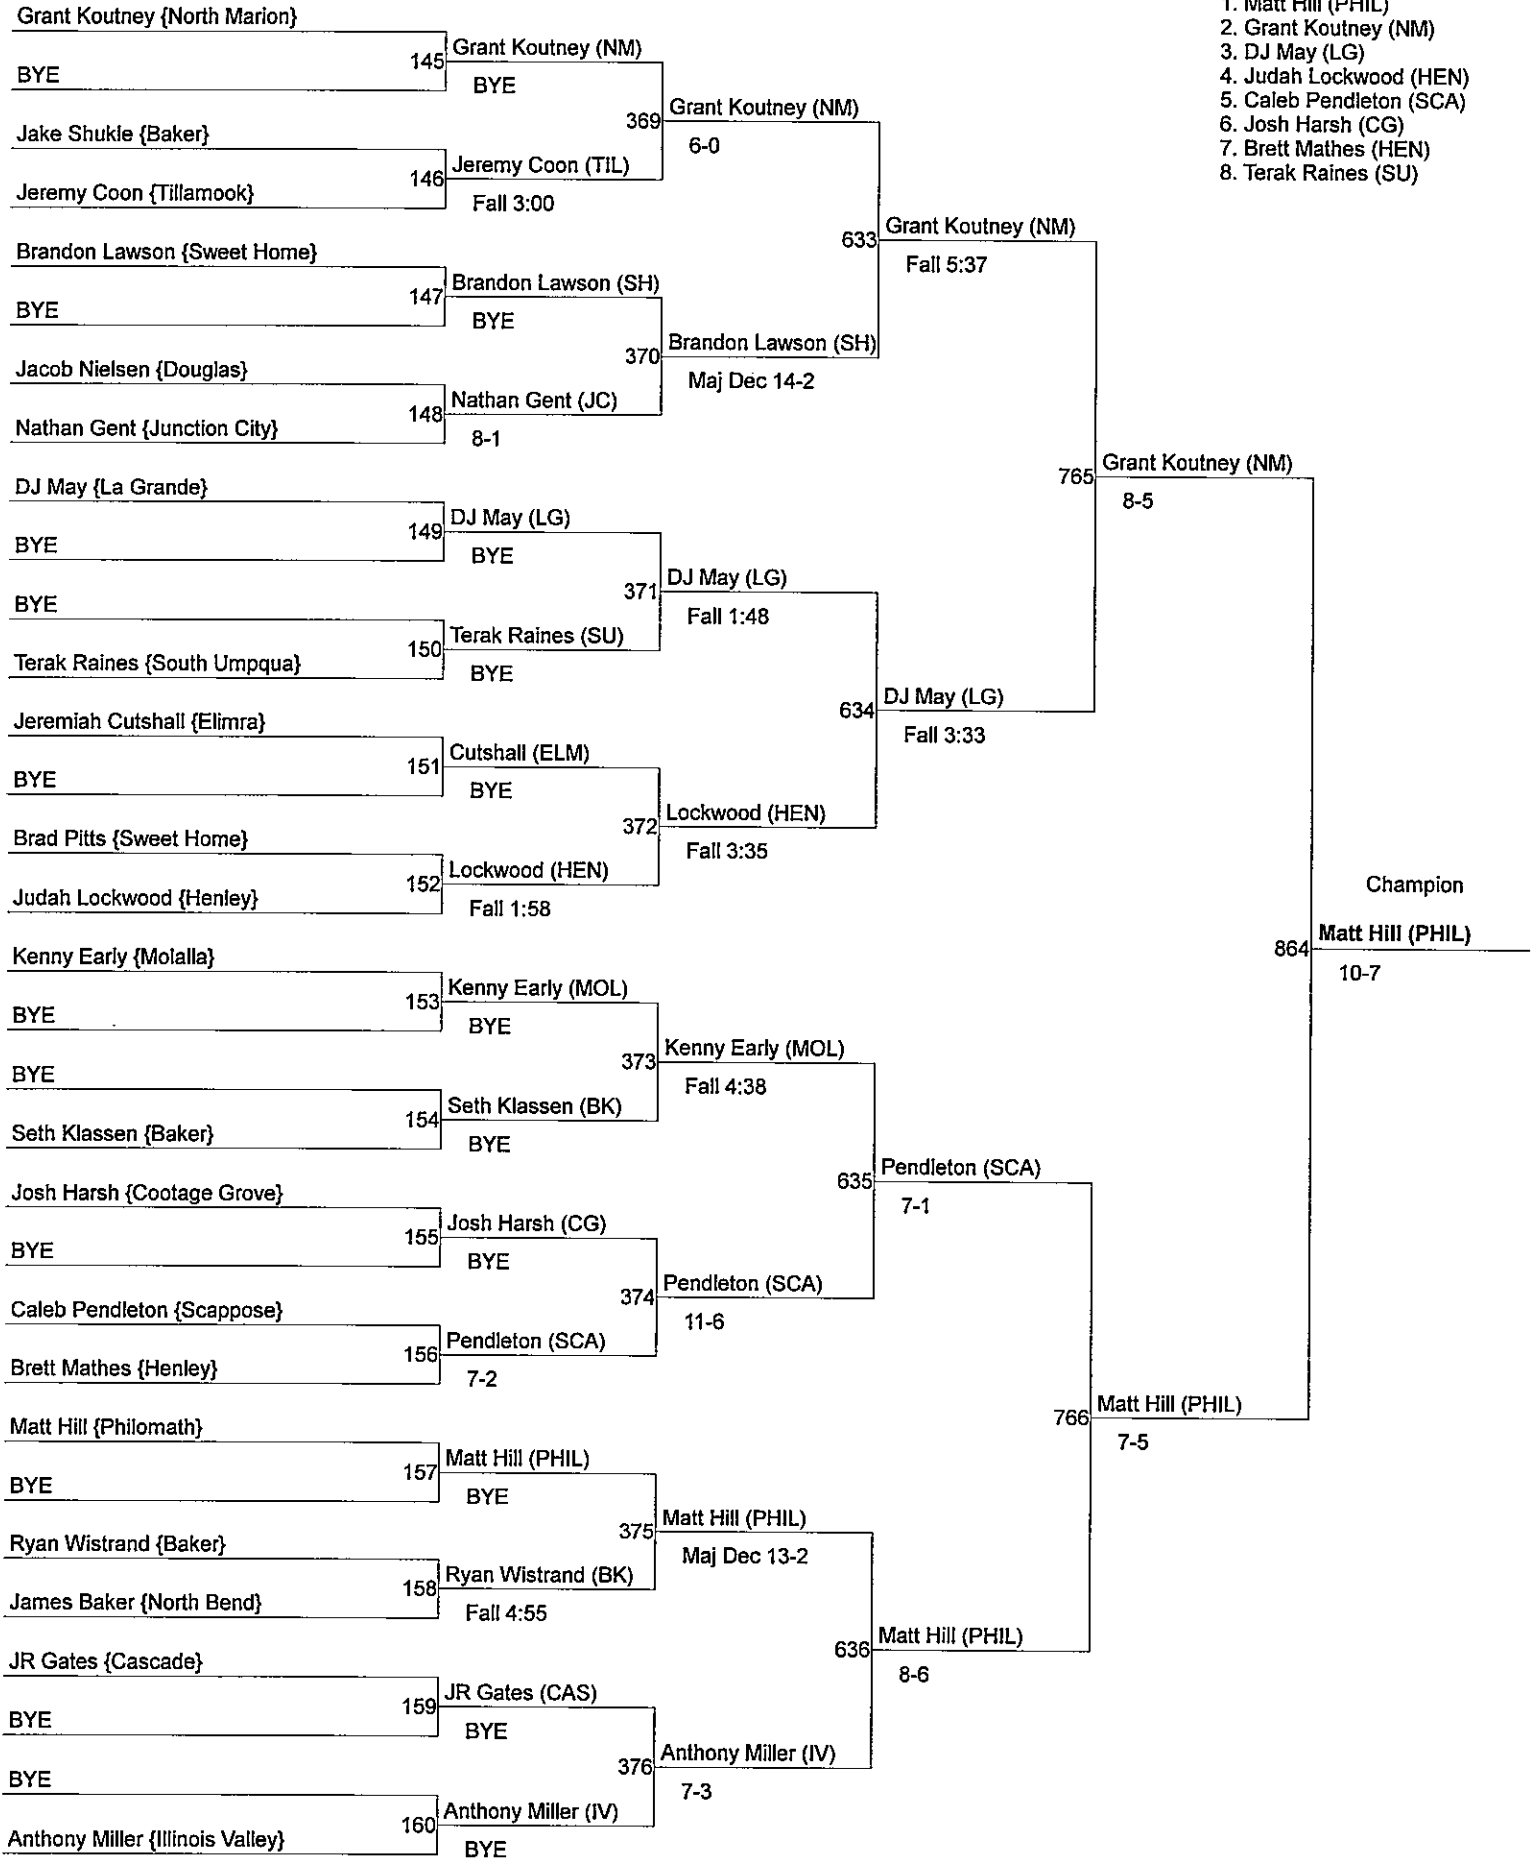 Grant Koutney {North Marion}
145
BYE
Grant Koutney (NM)
BYE
Jake Shukle {Baker}
146
Jeremy Coon {Tillamook}
Jeremy Coon (TIL)
Fall 3:00
369
Grant Koutney (NM)
6-0
Brandon Lawson {Sweet Home}
147
BYE
Brandon Lawson (SH)
BYE
Jacob Nielsen {Douglas}
148
Nathan Gent {Junction City}
Nathan Gent (JC)
8-1
370
Brandon Lawson (SH)
Maj Dec 14-2
633
Grant Koutney (NM)
Fall 5:37
DJ May {La Grande}
149
BYE
DJ May (LG)
BYE
BYE
150
Terak Raines {South Umpqua}
Terak Raines (SU)
BYE
371
DJ May (LG)
Fall 1:48
Jeremiah Cutshall {Elimra}
151
BYE
Cutshall (ELM)
BYE
Brad Pitts {Sweet Home}
152
Judah Lockwood {Henley}
Lockwood (HEN)
Fall 1:58
372
Lockwood (HEN)
Fall 3:35
634
DJ May (LG)
Fall 3:33
765
Grant Koutney (NM)
8-5
Kenny Early {Molalla}
153
BYE
Kenny Early (MOL)
BYE
BYE
154
Seth Klassen {Baker}
Seth Klassen (BK)
BYE
373
Kenny Early (MOL)
Fall 4:38
Josh Harsh {Cootage Grove}
155
BYE
Josh Harsh (CG)
BYE
Caleb Pendleton {Scappose}
156
Brett Mathes {Henley}
Pendleton (SCA)
7-2
374
Pendleton (SCA)
11-6
635
Pendleton (SCA)
7-1
Matt Hill {Philomath}
157
BYE
Matt Hill (PHIL)
BYE
Ryan Wistrand {Baker}
158
James Baker {North Bend}
Ryan Wistrand (BK)
Fall 4:55
375
Matt Hill (PHIL)
Maj Dec 13-2
JR Gates {Cascade}
159
BYE
JR Gates (CAS)
BYE
BYE
160
Anthony Miller {Illinois Valley}
Anthony Miller (IV)
BYE
376
Anthony Miller (IV)
7-3
636
Matt Hill (PHIL)
8-6
766
Matt Hill (PHIL)
7-5
864
Champion
Matt Hill (PHIL)
10-7
1. Matt Hill (PHIL)
2. Grant Koutney (NM)
3. DJ May (LG)
4. Judah Lockwood (HEN)
5. Caleb Pendleton (SCA)
6. Josh Harsh (CG)
7. Brett Mathes (HEN)
8. Terak Raines (SU)